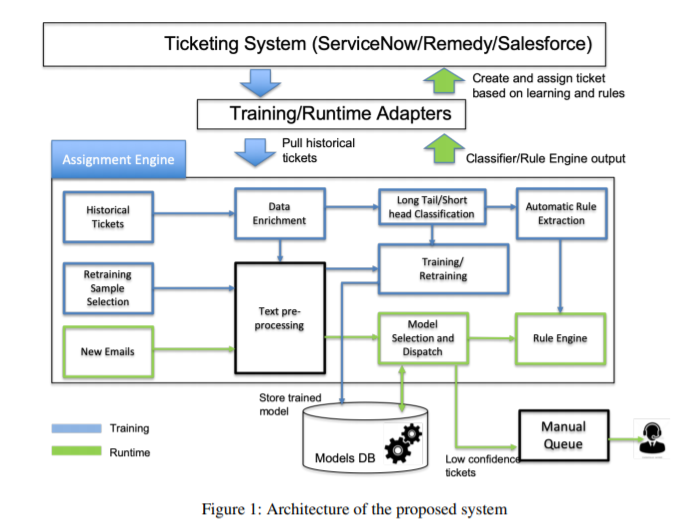 Ticketing System (ServiceNow/Remedy/Salesforce)
Create and assign ticket
based on learning and rules
Training/Runtime Adapters
Pull historical
tickets
Classifier/Rule Engine output
Assignment Engine
Historical
Tickets
Data
Enrichment
Long Tail/Short
head Classification
Automatic Rule
Extraction
Retraining
Sample
Selection
Text pre-
processing
Training/
Retraining
New Emails
Model
Selection and
Dispatch
Rule Engine
Store trained
model
Models DB
Training
Runtime
Low confidence
tickets
Manual
Queue
Figure 1: Architecture of the proposed system